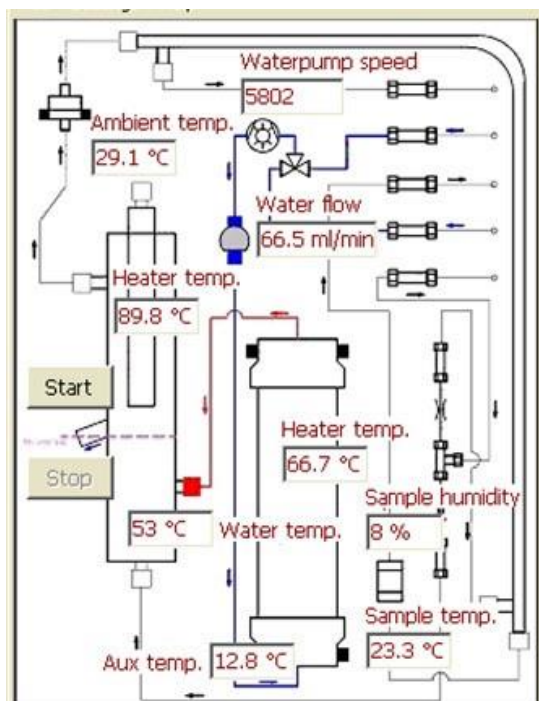 Waterpump speed
5802
Ambient temp.
29.1 °C
Water flow
66.5 ml/min
Heater temp.
89.8 °C
Start
Heater temp.
66.7 °C
Stop
Sample humidity
8 %
53 °C
Water temp.
Sample temp.
23.3 °C
Aux temp.
12.8 °C